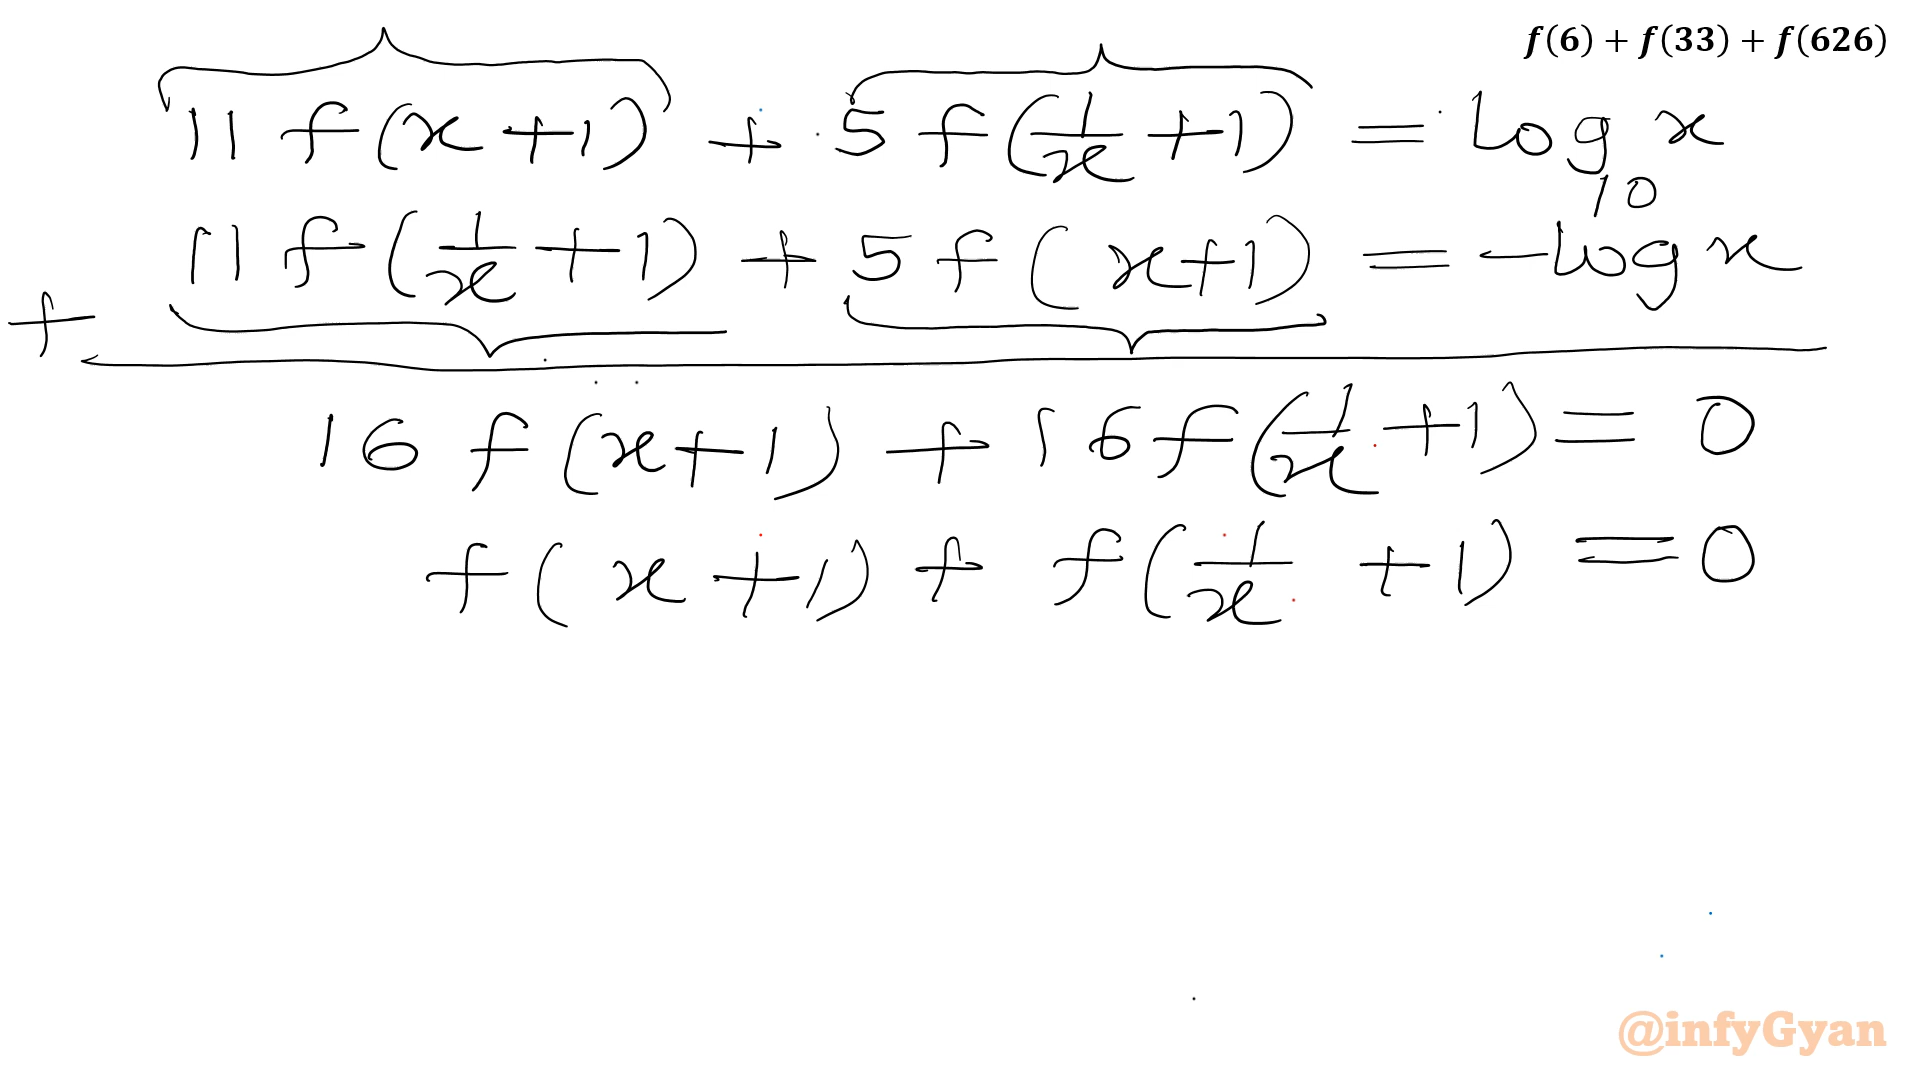 f(6) + f(33) + f(626)
11 f(x+1) + 5 f(1/x + 1) = log₁₀ x
11 f(1/x + 1) + 5 f(x+1) = -log x
+
16 f(x+1) + 16 f(1/x + 1) = 0
f(x+1) + f(1/x + 1) = 0
@infyGyan